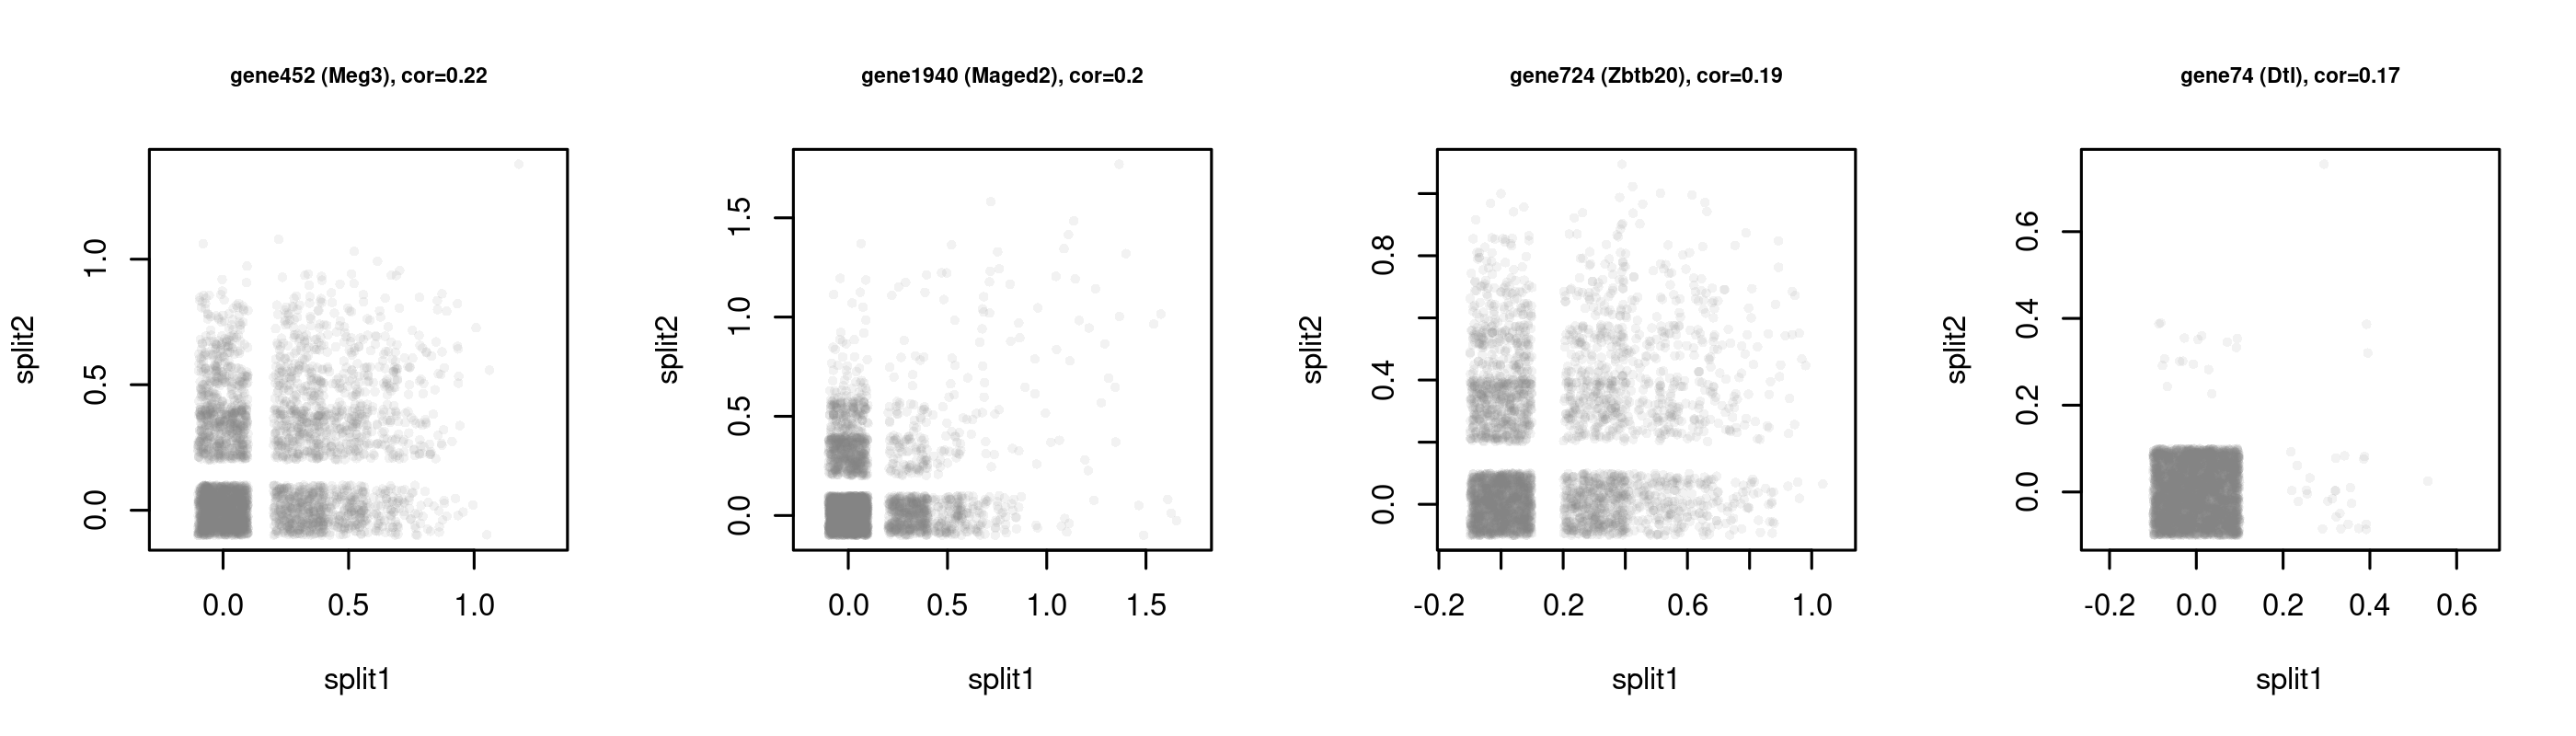 gene452 (Meg3), cor=0.22
split2
1.0
0.5
0.0
0.0 0.5 1.0
split1
gene1940 (Maged2), cor=0.2
split2
1.5
1.0
0.5
0.0
0.0 0.5 1.0 1.5
split1
gene724 (Zbtb20), cor=0.19
split2
0.8
0.4
0.0
-0.2 0.2 0.6 1.0
split1
gene74 (Dtl), cor=0.17
split2
0.6
0.4
0.2
0.0
-0.2 0.0 0.2 0.4 0.6
split1